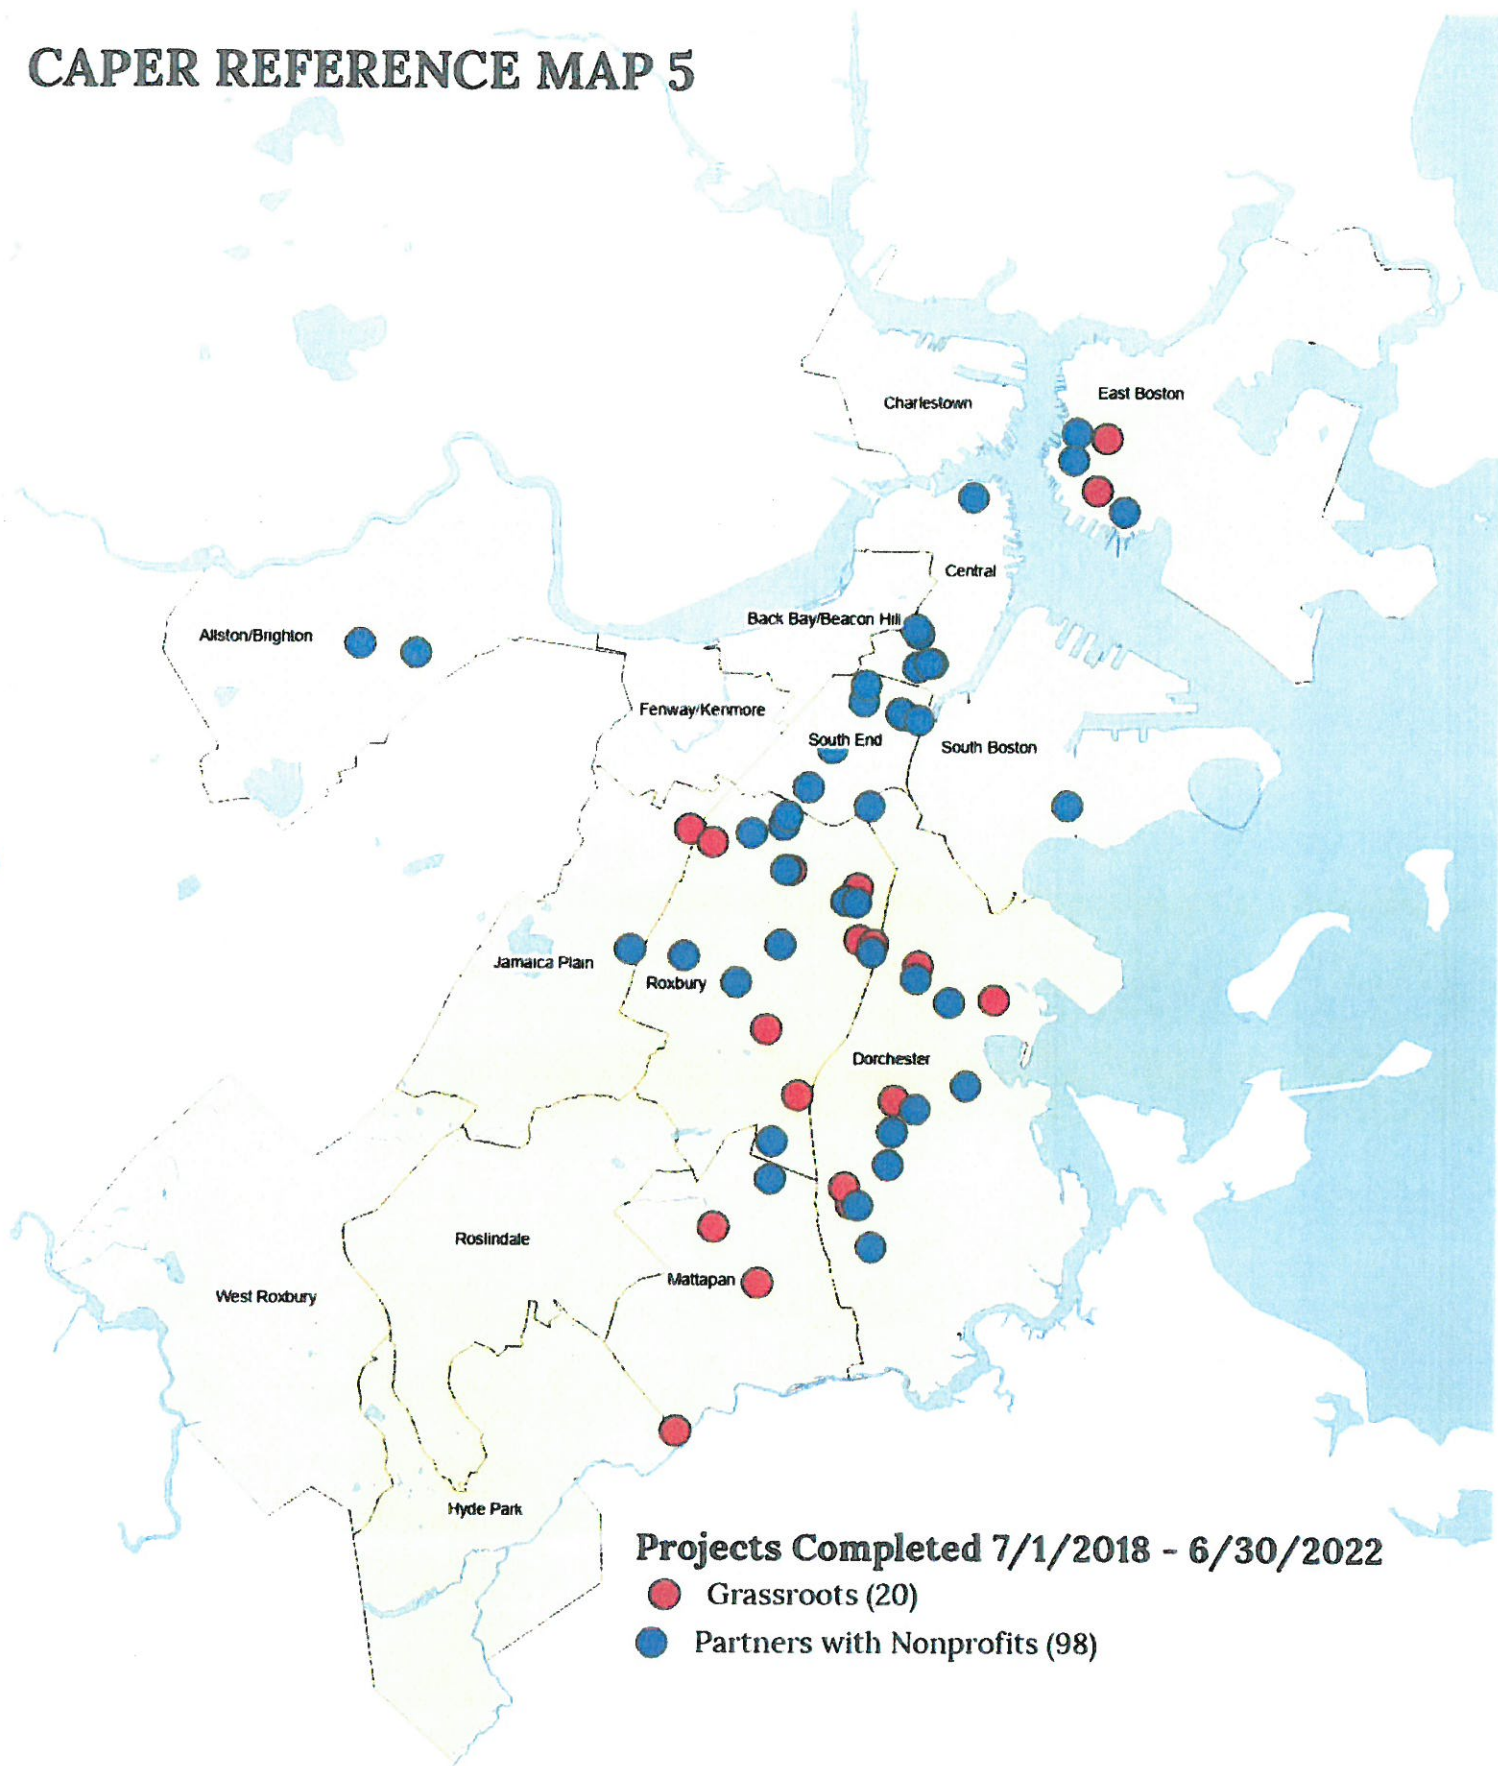 CAPER REFERENCE MAP 5
East Boston
Charlestown
Central
Back Bay/Beacon Hill
Allston/Brighton
Fenway/Kenmore
South End
South Boston
Jamaica Plain
Roxbury
Dorchester
Roslindale
Mattapan
West Roxbury
Hyde Park
Projects Completed 7/1/2018 - 6/30/2022
Grassroots (20)
Partners with Nonprofits (98)